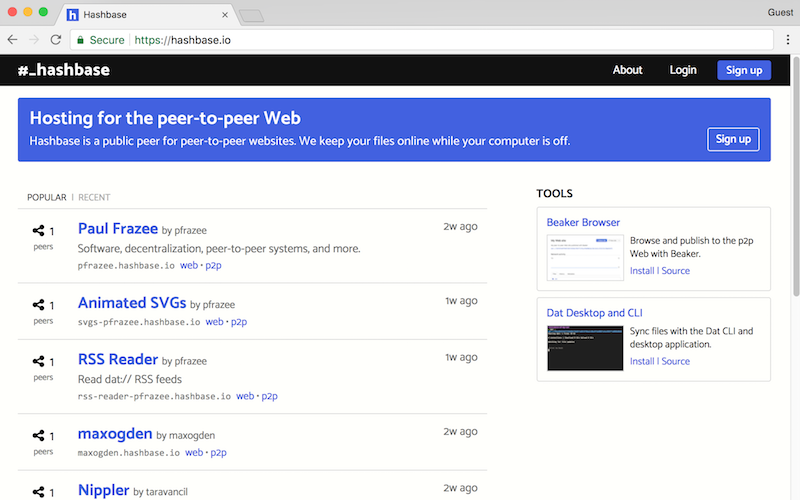 Hashbase
Guest
Secure
https://hashbase.io
#_hashbase
About
Login
Sign up
Hosting for the peer-to-peer Web
Hashbase is a public peer for peer-to-peer websites. We keep your files online while your computer is off.
Sign up
POPULAR | RECENT
1
peers
Paul Frazee by pfrazee
2w ago
Software, decentralization, peer-to-peer systems, and more.
pfrazee.hashbase.io web • p2p
1
peers
Animated SVGs by pfrazee
1w ago
svgs-pfrazee.hashbase.io web • p2p
1
peers
RSS Reader by pfrazee
1w ago
Read dat:// RSS feeds
rss-reader-pfrazee.hashbase.io web • p2p
1
peers
maxogden by maxogden
2w ago
maxogden.hashbase.io web • p2p
1
Nippler by taravancil
2w ago
TOOLS
Beaker Browser
Browse and publish to the p2p
Web with Beaker.
Install | Source
Dat Desktop and CLI
Sync files with the Dat CLI and
desktop application.
Install | Source